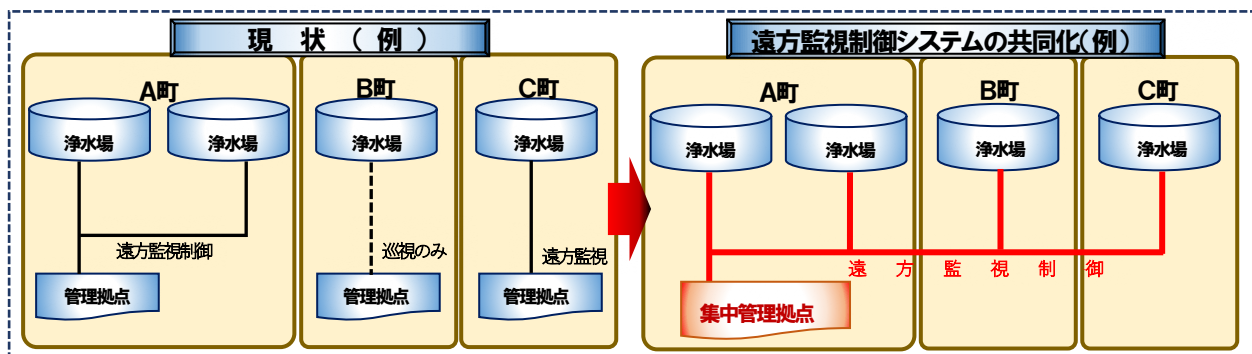 現 状 ( 例 )
A町
浄水場
浄水場
遠方監視制御
管理拠点
B町
浄水場
巡視のみ
管理拠点
C町
浄水場
遠方監視
管理拠点
遠方監視制御システムの共同化(例)
A町
浄水場
浄水場
B町
浄水場
C町
浄水場
遠 方 監 視 制 御
集中管理拠点